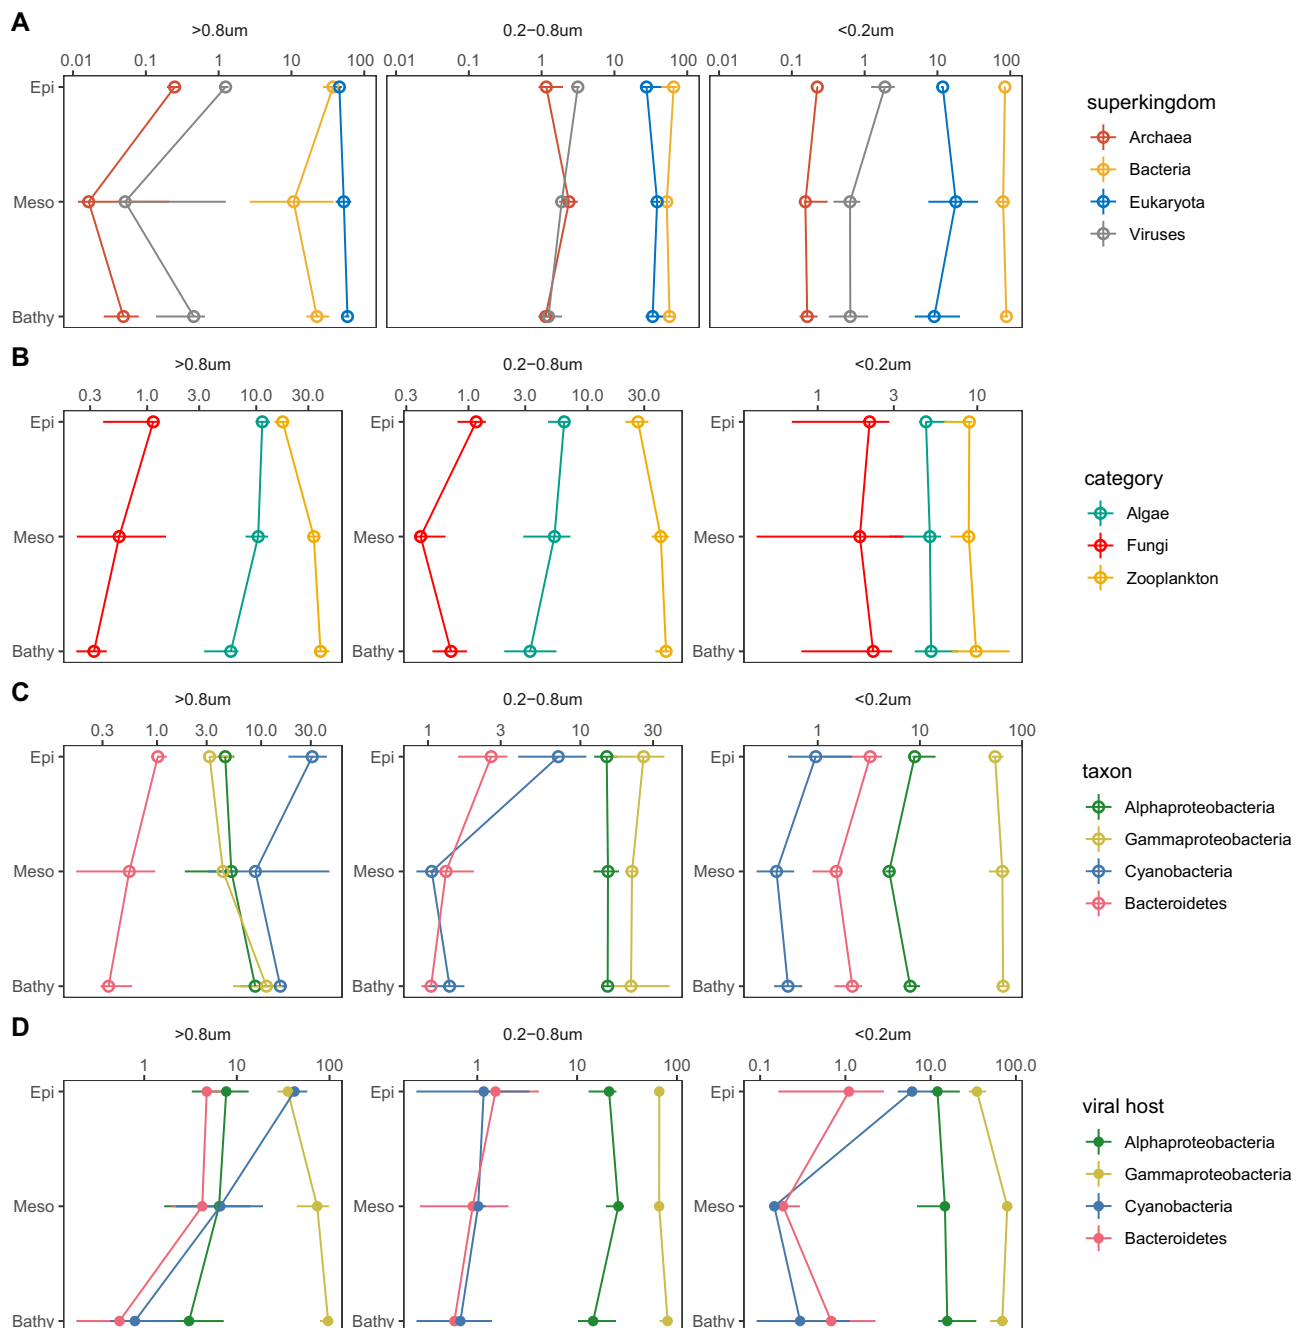 A
>0.8um
0.2−0.8um
<0.2um
0.01 0.1 1 10 100
0.01 0.1 1 10 100
0.01 0.1 1 10 100
Epi
Meso
Bathy
superkingdom
Archaea
Bacteria
Eukaryota
Viruses
B
>0.8um
0.2−0.8um
<0.2um
0.3 1.0 3.0 10.0 30.0
0.3 1.0 3.0 10.0 30.0
1 3 10
Epi
Meso
Bathy
Epi
Meso
Bathy
Epi
Meso
Bathy
category
Algae
Fungi
Zooplankton
C
>0.8um
0.2−0.8um
<0.2um
0.3 1.0 3.0 10.0 30.0
1 3 10 30
1 10 100
Epi
Meso
Bathy
Epi
Meso
Bathy
Epi
Meso
Bathy
taxon
Alphaproteobacteria
Gammaproteobacteria
Cyanobacteria
Bacteroidetes
D
>0.8um
0.2−0.8um
<0.2um
1 10 100
1 10 100
0.1 1.0 10.0 100.0
Epi
Meso
Bathy
Epi
Meso
Bathy
Epi
Meso
Bathy
viral host
Alphaproteobacteria
Gammaproteobacteria
Cyanobacteria
Bacteroidetes